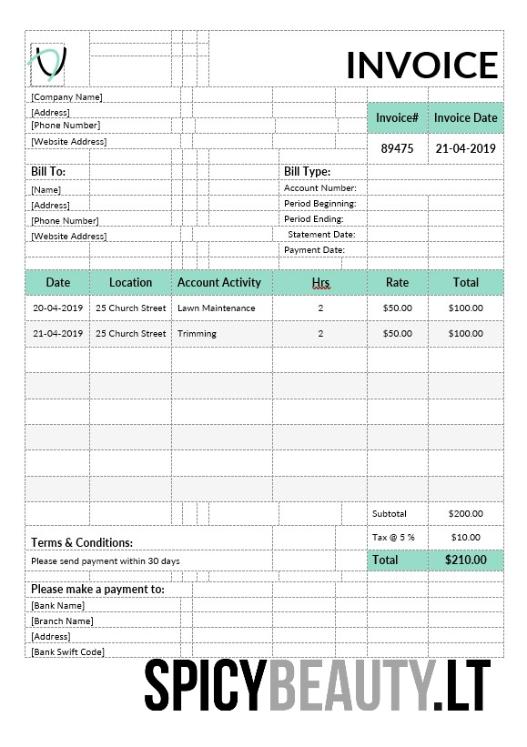 INVOICE
[Company Name]
[Address]
[Phone Number]
[Website Address]
Invoice# Invoice Date
89475 21-04-2019
Bill To: Bill Type:
[Name] Account Number:
[Address] Period Beginning:
[Phone Number] Period Ending:
[Website Address] Statement Date:
Payment Date:
Date Location Account Activity Hrs Rate Total
20-04-2019 25 Church Street Lawn Maintenance 2 $50.00 $100.00
21-04-2019 25 Church Street Trimming 2 $50.00 $100.00
Subtotal $200.00
Tax @ 5 % $10.00
Terms & Conditions:
Please send payment within 30 days Total $210.00
Please make a payment to:
[Bank Name]
[Branch Name]
[Address]
[Bank Swift Code]
SPICYBEAUTY.LT